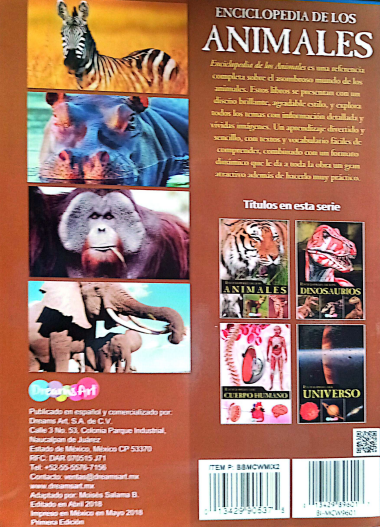 ENCICLOPEDIA DE LOS
ANIMALES
Enciclopedia de los Animales es una referencia
completa sobre el asombroso mundo de los
animales. Estos libros se presentan con un
diseño brillante, agradable estilo, y explora
todos los temas con información detallada y
vívidas imágenes. Un aprendizaje divertido y
sencillo, con textos y vocabulario fáciles de
comprender, combinado con un formato
dinámico que le da a toda la obra un gran
atractivo además de hacerlo muy práctico.
Títulos en esta serie
ANIMALES
DINOSAURIOS
CUERPO HUMANO
UNIVERSO
Dreams Art
Publicado en español y comercializado por:
Dreams Art, S.A. de C.V.
Calle 3 No. 53, Colonia Parque Industrial,
Naucalpan de Juárez
Estado de México, México CP 53370
RFC: DAR 070515 J71
Tel: +52-55-5576-7156
Contacto: ventas@dreamsart.mx
www.dreamsart.mx
Adaptado por: Moisés Salama B.
Editado en Abril 2018
Impreso en México en Mayo 2018
Primera Edición
ITEM P: BBMCWMIX2